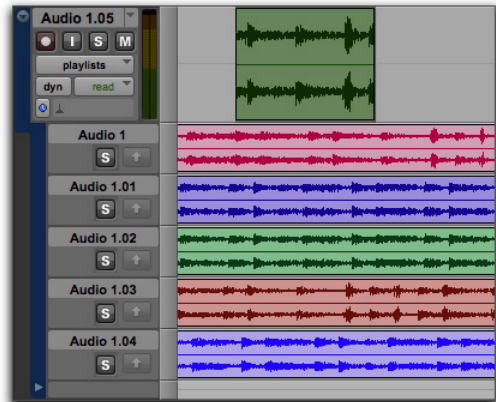 Audio 1.05
I S M
playlists
dyn read
Audio 1
S
Audio 1.01
S
Audio 1.02
S
Audio 1.03
S
Audio 1.04
S